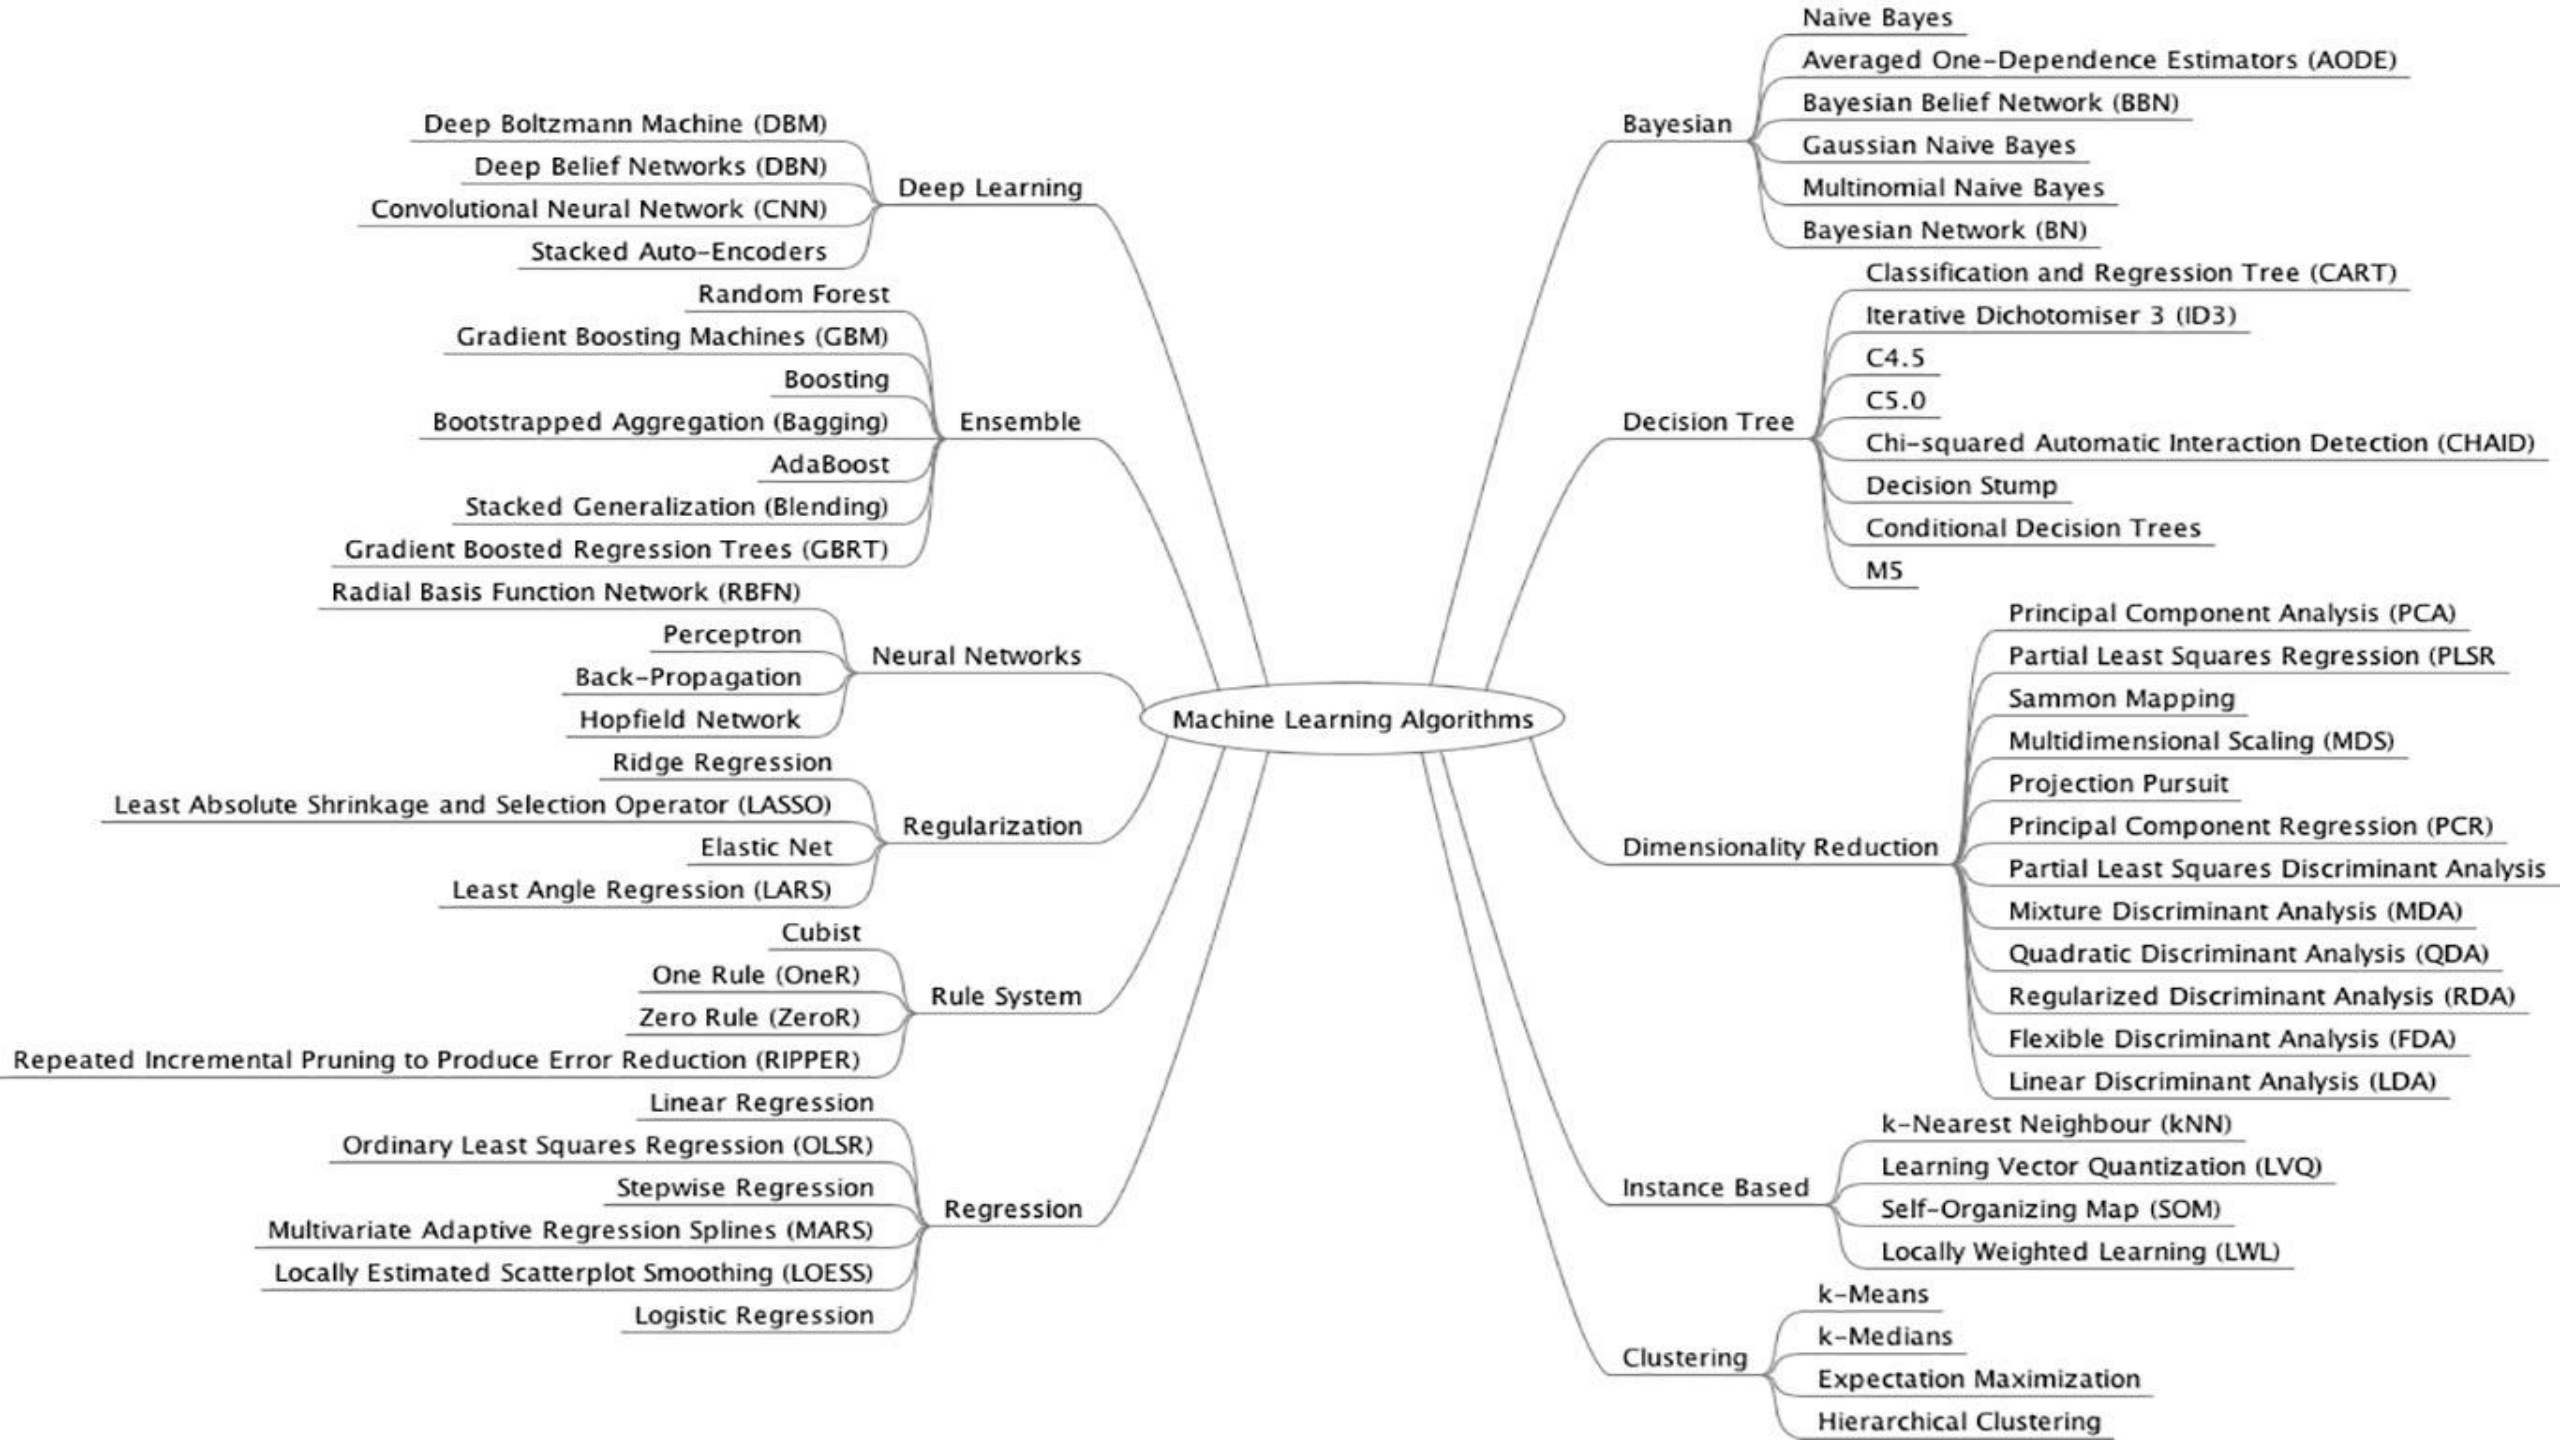 Deep Boltzmann Machine (DBM)
Deep Belief Networks (DBN)
Convolutional Neural Network (CNN)
Stacked Auto-Encoders
Deep Learning
Random Forest
Gradient Boosting Machines (GBM)
Boosting
Bootstrapped Aggregation (Bagging)
AdaBoost
Stacked Generalization (Blending)
Gradient Boosted Regression Trees (GBRT)
Ensemble
Radial Basis Function Network (RBFN)
Perceptron
Back-Propagation
Hopfield Network
Neural Networks
Ridge Regression
Least Absolute Shrinkage and Selection Operator (LASSO)
Elastic Net
Least Angle Regression (LARS)
Regularization
Cubist
One Rule (OneR)
Zero Rule (ZeroR)
Repeated Incremental Pruning to Produce Error Reduction (RIPPER)
Rule System
Linear Regression
Ordinary Least Squares Regression (OLSR)
Stepwise Regression
Multivariate Adaptive Regression Splines (MARS)
Locally Estimated Scatterplot Smoothing (LOESS)
Logistic Regression
Regression
Machine Learning Algorithms
Bayesian
Naive Bayes
Averaged One-Dependence Estimators (AODE)
Bayesian Belief Network (BBN)
Gaussian Naive Bayes
Multinomial Naive Bayes
Bayesian Network (BN)
Decision Tree
Classification and Regression Tree (CART)
Iterative Dichotomiser 3 (ID3)
C4.5
C5.0
Chi-squared Automatic Interaction Detection (CHAID)
Decision Stump
Conditional Decision Trees
M5
Dimensionality Reduction
Principal Component Analysis (PCA)
Partial Least Squares Regression (PLSR
Sammon Mapping
Multidimensional Scaling (MDS)
Projection Pursuit
Principal Component Regression (PCR)
Partial Least Squares Discriminant Analysis
Mixture Discriminant Analysis (MDA)
Quadratic Discriminant Analysis (QDA)
Regularized Discriminant Analysis (RDA)
Flexible Discriminant Analysis (FDA)
Linear Discriminant Analysis (LDA)
Instance Based
k-Nearest Neighbour (kNN)
Learning Vector Quantization (LVQ)
Self-Organizing Map (SOM)
Locally Weighted Learning (LWL)
Clustering
k-Means
k-Medians
Expectation Maximization
Hierarchical Clustering